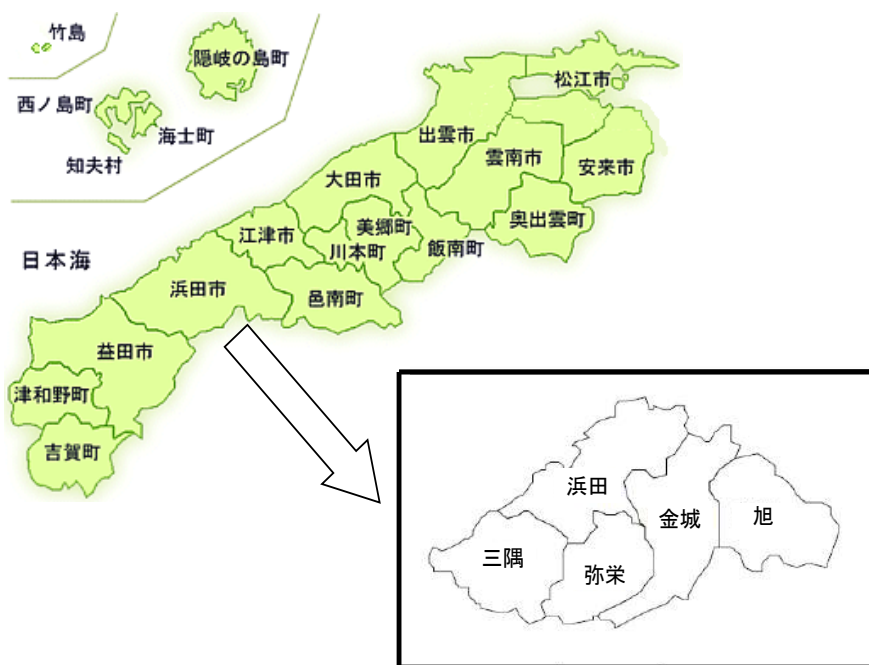 竹島
隠岐の島町
西ノ島町
海士町
知夫村
松江市
出雲市
雲南市
安来市
大田市
奥出雲町
美郷町
江津市
川本町
飯南町
日本海
浜田市
邑南町
益田市
津和野町
吉賀町
浜田
金城
旭
三隅
弥栄